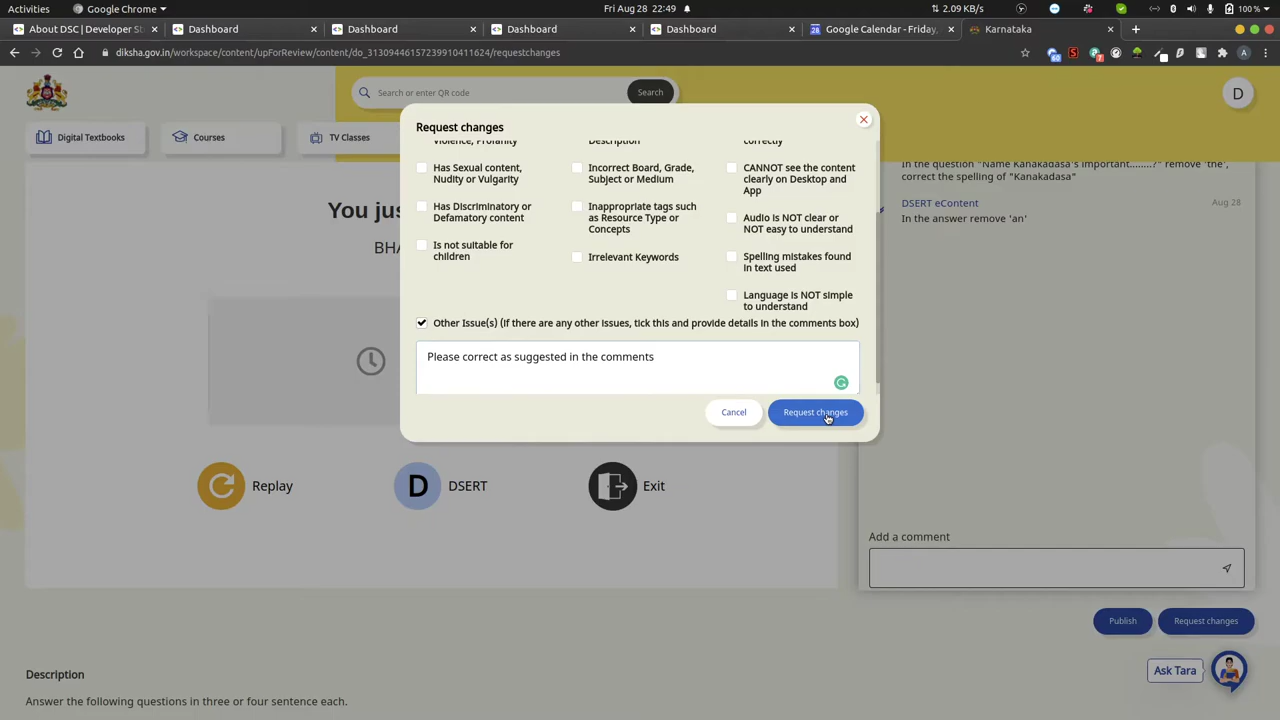 Activities
Google Chrome
Fri Aug 28 22:49
2.09 KB/s
100 %
About DSC | Developer St
Dashboard
Dashboard
Dashboard
Dashboard
Google Calendar - Friday,
Karnataka
diksha.gov.in/workspace/content/upForReview/content/do_3130944615723991041​1624/requestchanges
Search or enter QR code
Search
D
Digital Textbooks
Courses
TV Classes
Request changes
Violence, Profanity
Description
correctly
Has Sexual content,
Nudity or Vulgarity
Incorrect Board, Grade,
Subject or Medium
CANNOT see the content
clearly on Desktop and
App
Has Discriminatory or
Defamatory content
Inappropriate tags such
as Resource Type or
Concepts
Audio is NOT clear or
NOT easy to understand
Is not suitable for
children
Irrelevant Keywords
Spelling mistakes found
in text used
Language is NOT simple
to understand
Other Issue(s) (if there are any other issues, tick this and provide details in the comments box)
Please correct as suggested in the comments
Cancel
Request changes
You jus
BHA
In the question "Name Kanakadasa's important.......?" remove 'the',
correct the spelling of "Kanakadasa"
DSERT eContent
Aug 28
In the answer remove 'an'
Replay
D
DSERT
Exit
Add a comment
Publish
Request changes
Ask Tara
Description
Answer the following questions in three or four sentence each.